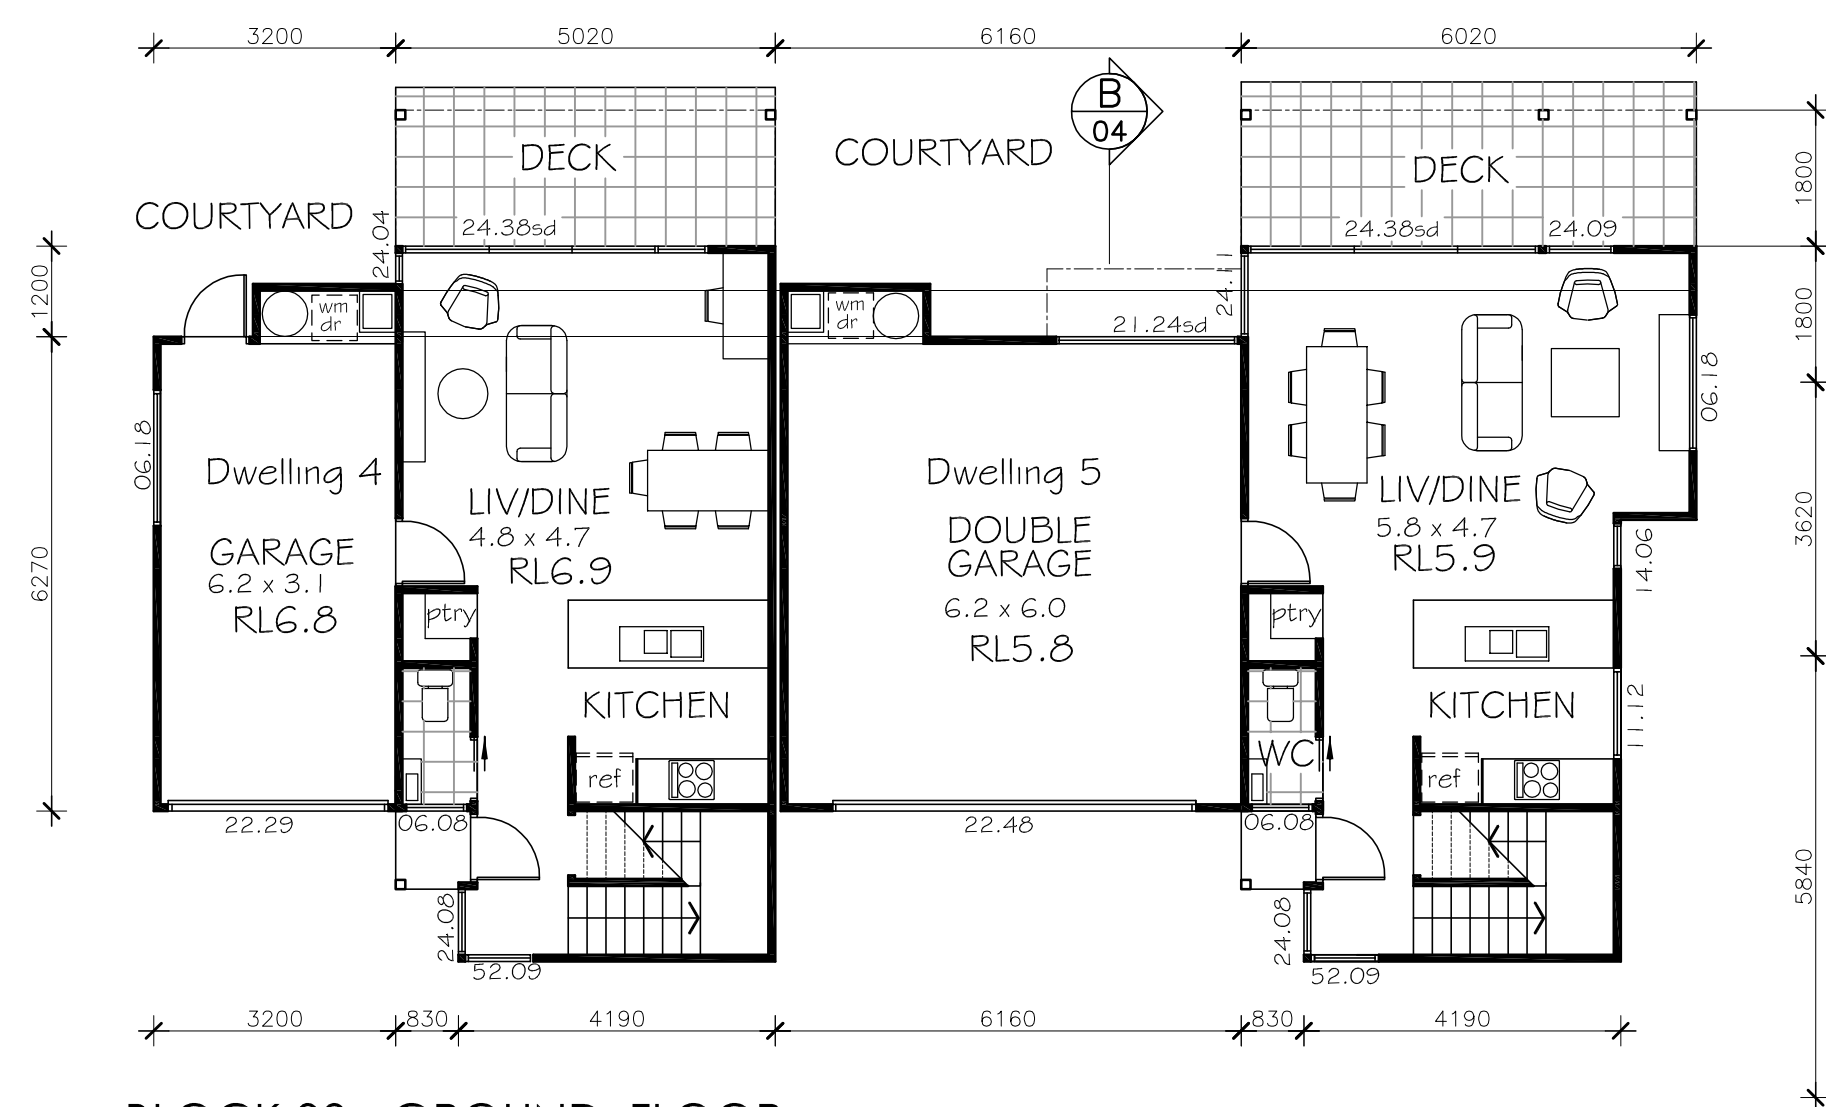 3200 5020 6160 6020
B
04
DECK
COURTYARD
DECK
1800
COURTYARD
24.04
24.38sd
24.38sd 24.09
1200
wm
dr
wm
dr
21.24sd
24.11
1800
06.18
06.18
Dwelling 4
GARAGE
6.2 x 3.1
RL6.8
LIV/DINE
4.8 x 4.7
RL6.9
Dwelling 5
DOUBLE
GARAGE
6.2 x 6.0
RL5.8
LIV/DINE
5.8 x 4.7
RL5.9
14.06
3620
6270
ptry
ptry
KITCHEN
KITCHEN
11.12
WC
ref
ref
22.29
06.08
22.48
06.08
5840
24.08
52.09
24.08
52.09
3200 830 4190 6160 830 4190